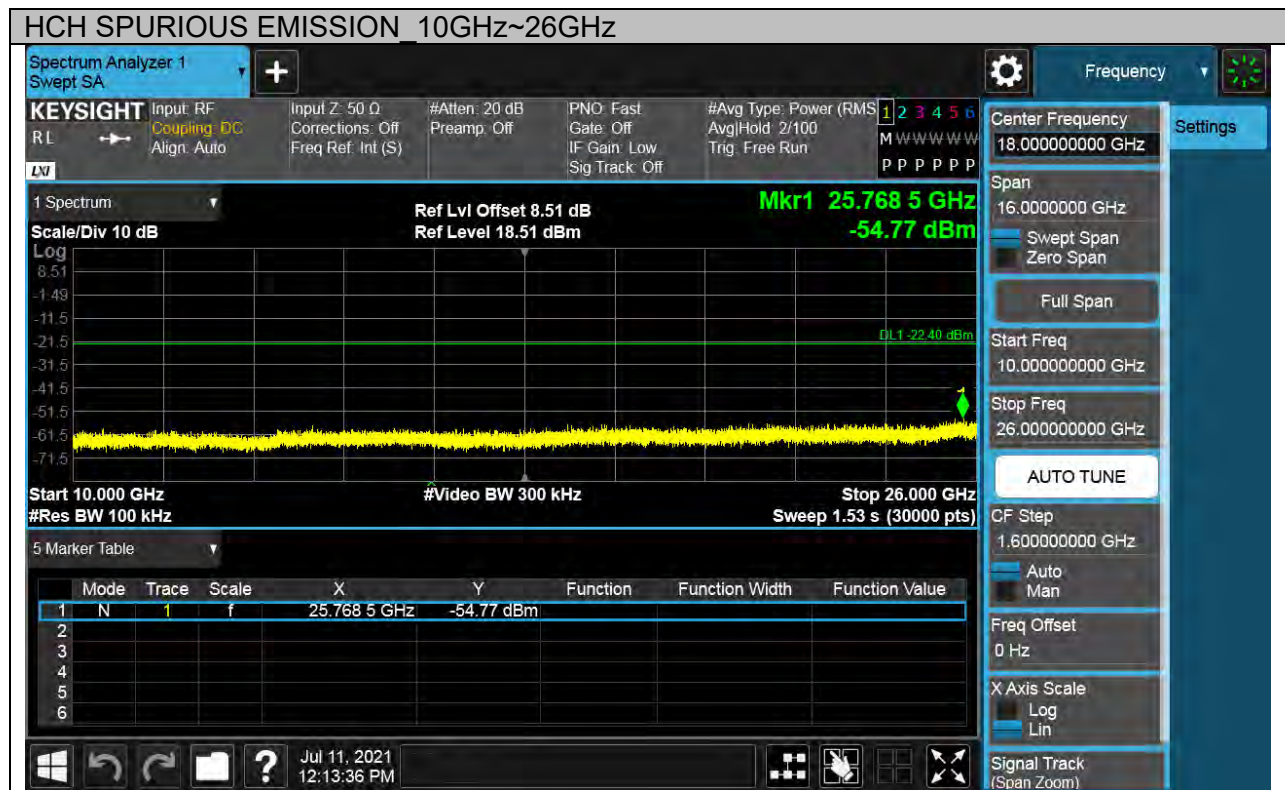 HCH SPURIOUS EMISSION_10GHz~26GHz
Spectrum Analyzer 1
Swept SA
+
Frequency
KEYSIGHT
RL
LXI
Input: RF
Coupling: DC
Align: Auto
Input Z: 50 Ω
Corrections: Off
Freq Ref: Int (S)
#Atten: 20 dB
Preamp: Off
PNO: Fast
Gate: Off
IF Gain: Low
Sig Track: Off
#Avg Type: Power (RMS
Avg|Hold: 2/100
Trig: Free Run
1 2 3 4 5 6
M W W W W W
P P P P P P
1 Spectrum
Scale/Div 10 dB
Ref Lvl Offset 8.51 dB
Ref Level 18.51 dBm
Mkr1 25.768 5 GHz
-54.77 dBm
Log
8.51
-1.49
-11.5
-21.5
-31.5
-41.5
-51.5
-61.5
-71.5
DL1 -22.40 dBm
1
Start 10.000 GHz
#Video BW 300 kHz
Stop 26.000 GHz
#Res BW 100 kHz
Sweep 1.53 s (30000 pts)
5 Marker Table
Mode Trace Scale X Y Function Function Width Function Value
1 N 1 f 25.768 5 GHz -54.77 dBm
2
3
4
5
6
?
Jul 11, 2021
12:13:36 PM
Center Frequency
18.000000000 GHz
Settings
Span
16.0000000 GHz
Swept Span
Zero Span
Full Span
Start Freq
10.000000000 GHz
Stop Freq
26.000000000 GHz
AUTO TUNE
CF Step
1.600000000 GHz
Auto
Man
Freq Offset
0 Hz
X Axis Scale
Log
Lin
Signal Track
(Span Zoom)